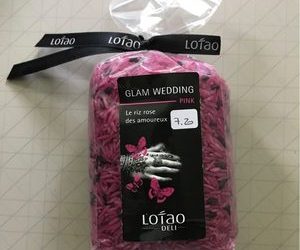 LOTAO LOTAO
GLAM WEDDING
PINK
Le riz rose
des amoureux
7.20
LOTAO
DELI